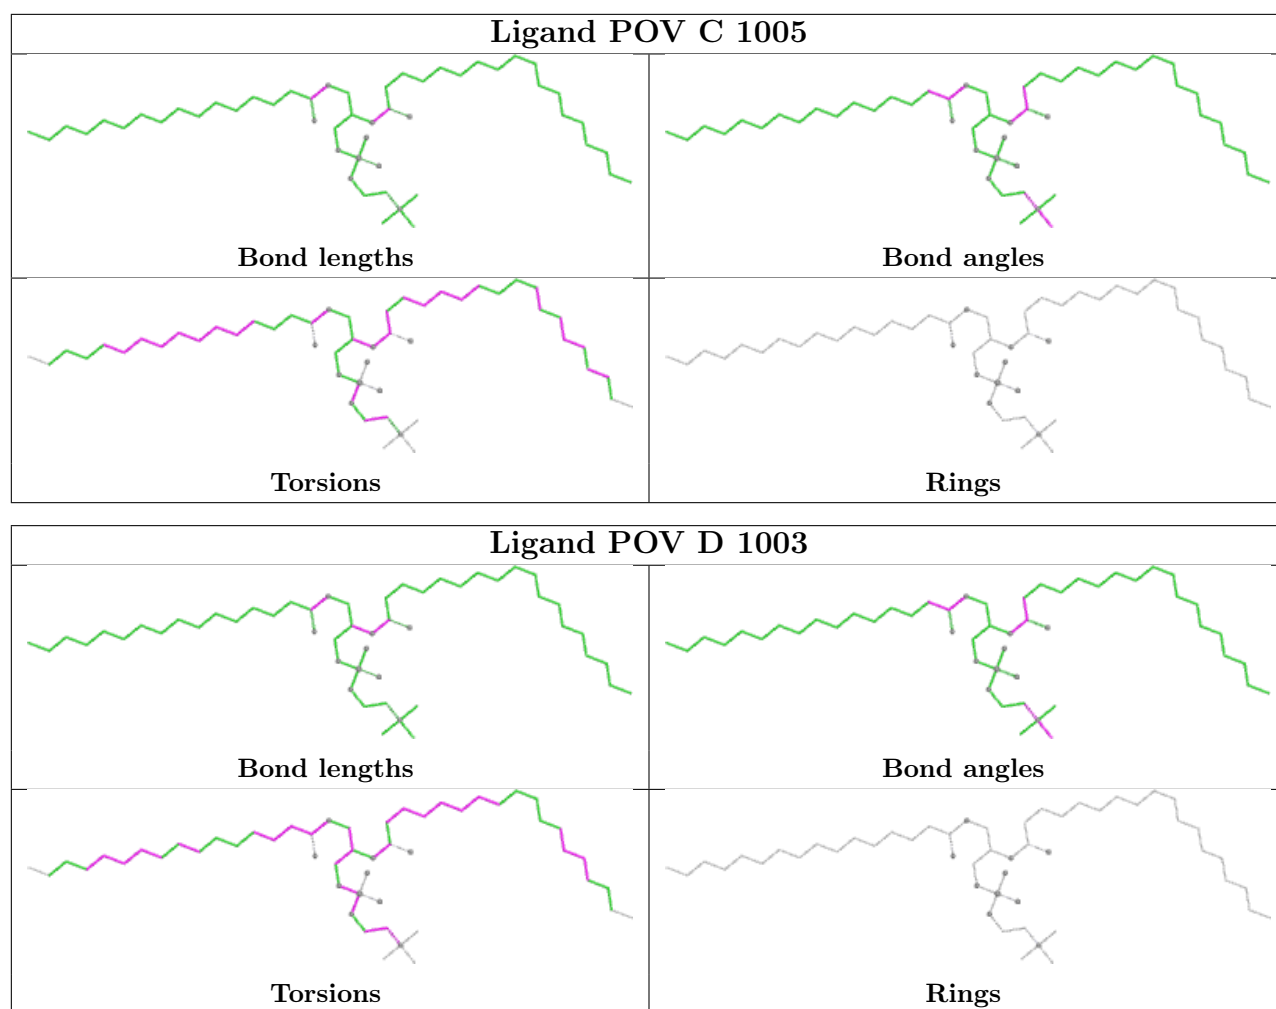 Ligand POV C 1005
Bond lengths
Bond angles
Torsions
Rings
Ligand POV D 1003
Bond lengths
Bond angles
Torsions
Rings